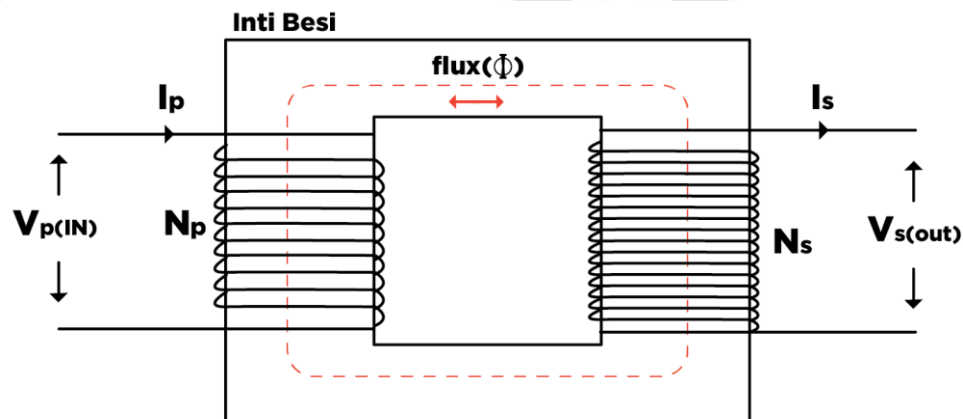 Inti Besi
flux(Φ)
Ip
Is
Vp(IN)
Np
Ns
Vs(out)